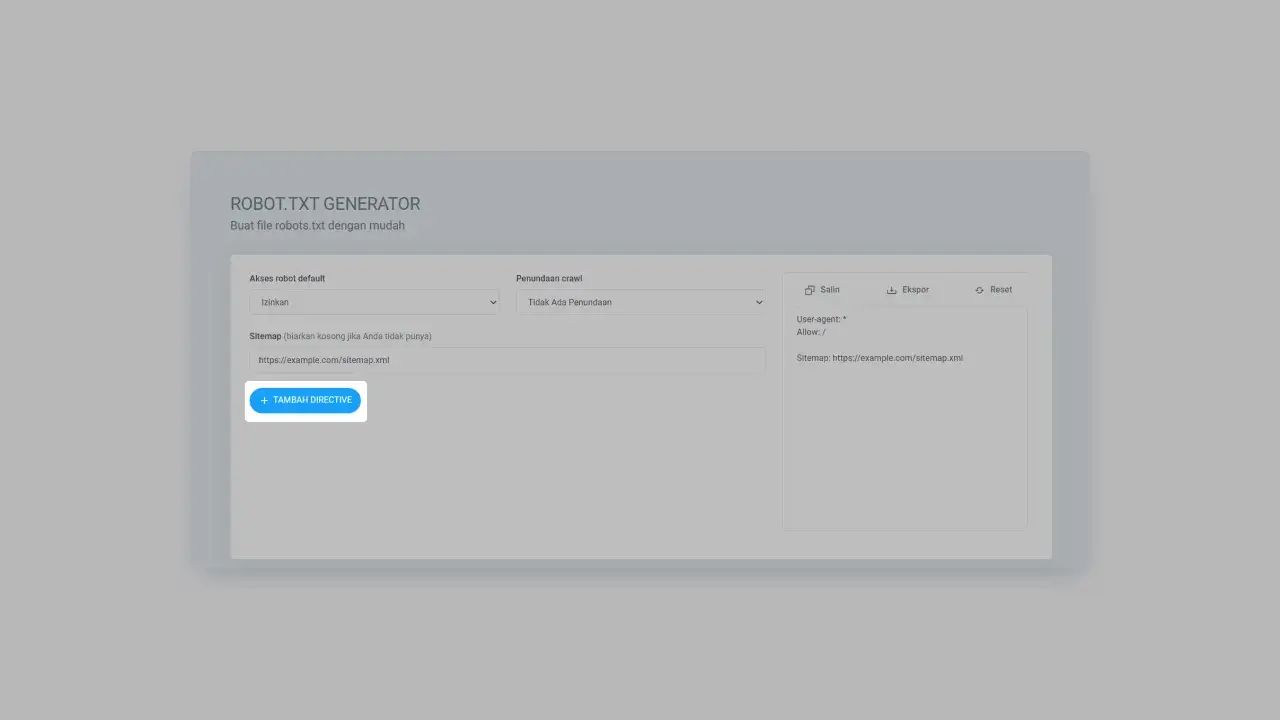 ROBOT.TXT GENERATOR
Buat file robots.txt dengan mudah
Akses robot default
Izinkan
Penundaan crawl
Tidak Ada Penundaan
Sitemap (biarkan kosong jika Anda tidak punya)
https://example.com/sitemap.xml
+ TAMBAH DIRECTIVE
Salin
Ekspor
Reset
User-agent: *
Allow: /
Sitemap: https://example.com/sitemap.xml